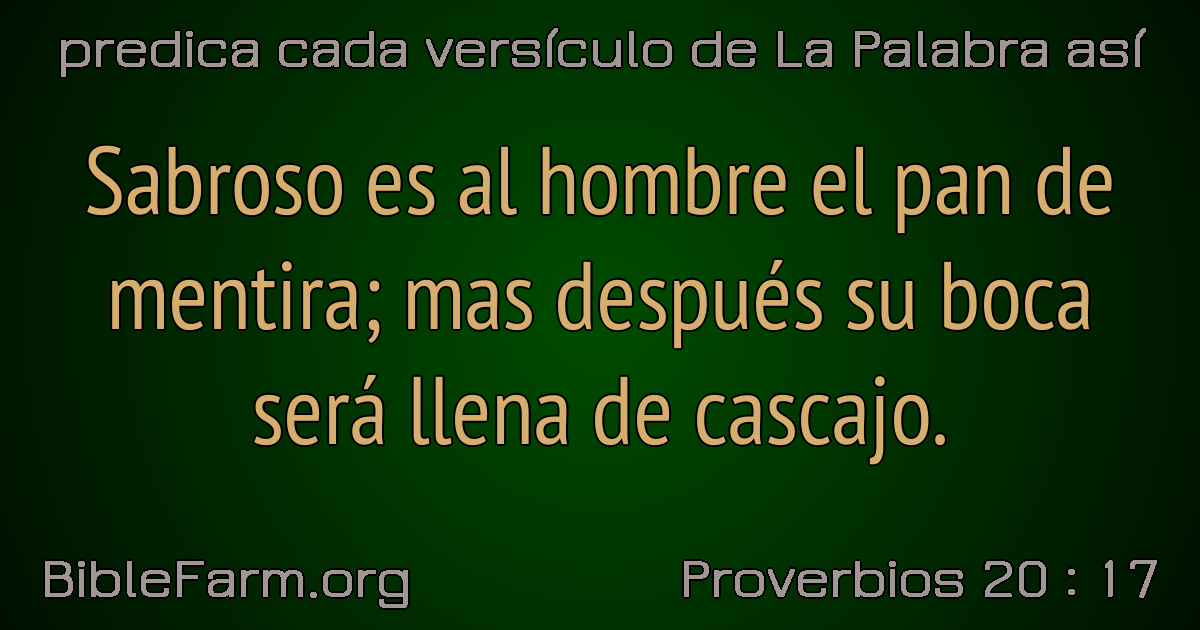 predica cada versículo de La Palabra así
Sabroso es al hombre el pan de
mentira; mas después su boca
será llena de cascajo.
BibleFarm.org
Proverbios 20 : 17